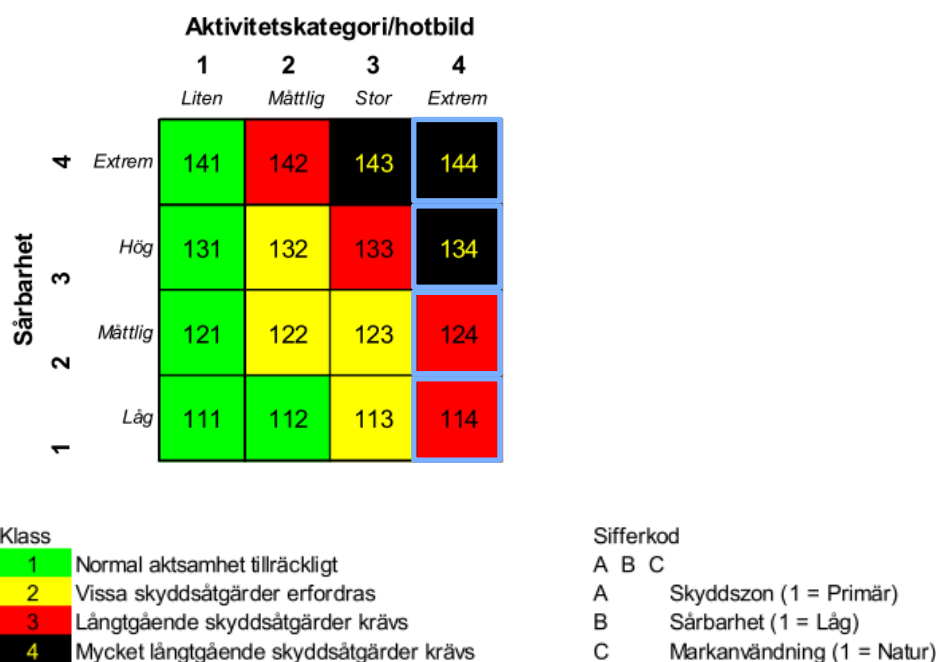 Aktivitetskategori/hotbild
1 2 3 4
Liten Måttlig Stor Extrem
Sårbarhet
4 Extrem 141 142 143 144
3 Hög 131 132 133 134
2 Måttlig 121 122 123 124
1 Låg 111 112 113 114
Klass
1 Normal aktsamhet tillräckligt
2 Vissa skyddsåtgärder erfordras
3 Långtgående skyddsåtgärder krävs
4 Mycket långtgående skyddsåtgärder krävs
Sifferkod
A B C
A Skyddszon (1 = Primär)
B Sårbarhet (1 = Låg)
C Markanvändning (1 = Natur)